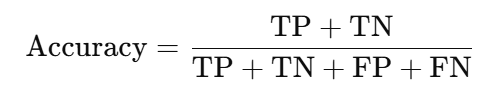 Accuracy = TP + TN
TP + TN + FP + FN